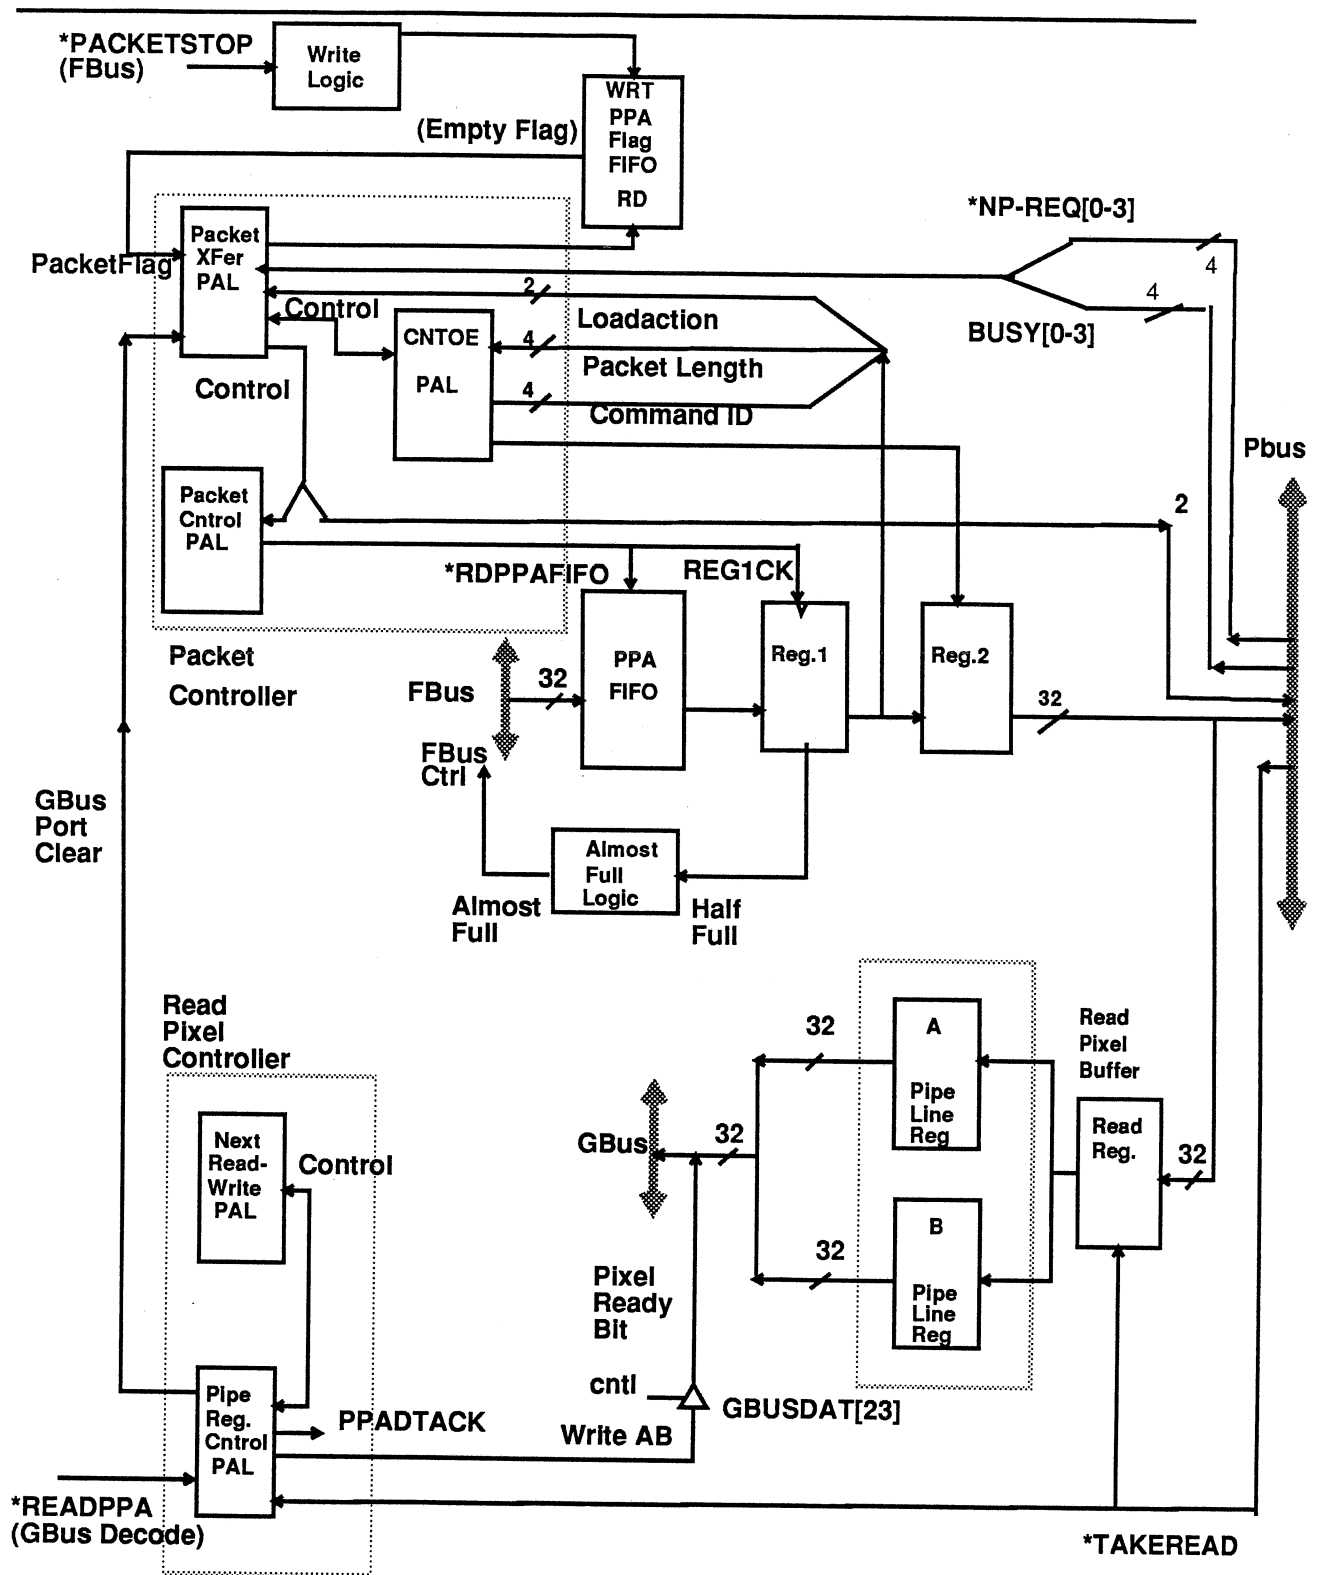 *PACKETSTOP
(FBus)
Write
Logic
WRT
PPA
Flag
FIFO
RD
(Empty Flag)
*NP-REQ[0-3]
4
4
BUSY[0-3]
Packet
XFer
PAL
PacketFlag
Control
2
Loadaction
CNTOE
PAL
4
Packet Length
4
Command ID
Control
Pbus
2
Packet
Cntrol
PAL
*RDPPAFIFO
REG1CK
Packet
Controller
FBus
32
PPA
FIFO
Reg.1
Reg.2
32
FBus
Ctrl
GBus
Port
Clear
Almost
Full
Logic
Almost
Full
Half
Full
Read
Pixel
Controller
32
A
Pipe
Line
Reg
Read
Pixel
Buffer
Next
Read-
Write
PAL
Control
GBus
32
Read
Reg.
32
B
Pipe
Line
Reg
32
Pixel
Ready
Bit
cntl
GBUSDAT[23]
Write AB
Pipe
Reg.
Cntrol
PAL
PPADTACK
*READPPA
(GBus Decode)
*TAKEREAD